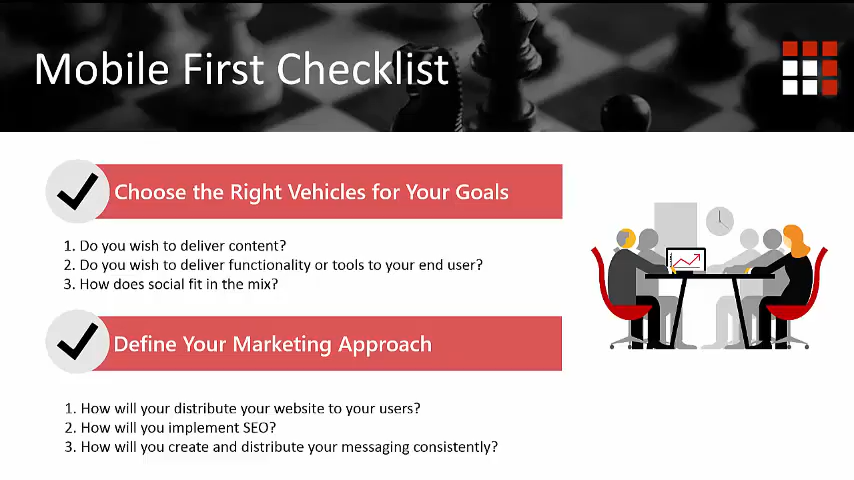 Mobile First Checklist
Choose the Right Vehicles for Your Goals
1. Do you wish to deliver content?
2. Do you wish to deliver functionality or tools to your end user?
3. How does social fit in the mix?
Define Your Marketing Approach
1. How will your distribute your website to your users?
2. How will you implement SEO?
3. How will you create and distribute your messaging consistently?